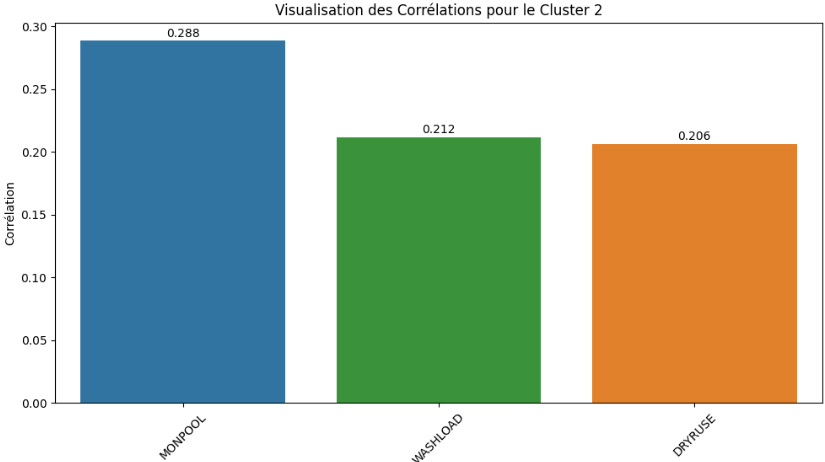 Visualisation des Corrélations pour le Cluster 2
0.30
0.25
0.20
0.15
0.10
0.05
0.00
Corrélation
0.288
0.212
0.206
MONPOOL
WASHLOAD
DRYRUSE